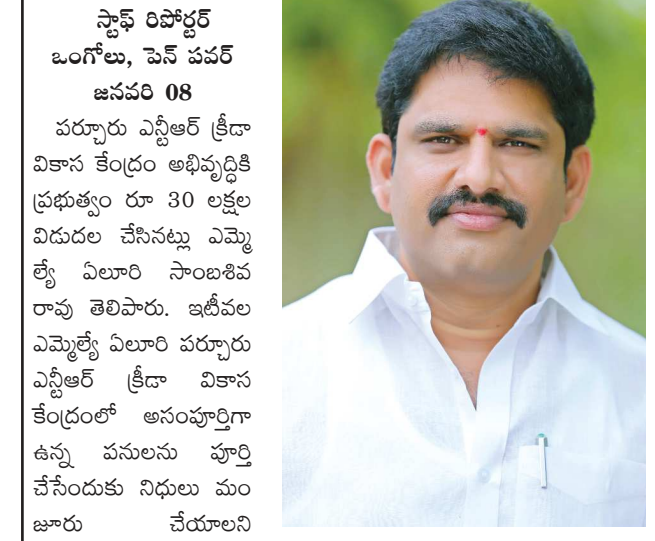 స్టాఫ్ రిపోర్టర్
ఒంగోలు, పెన్ పవర్
జనవరి 08
పర్చూరు ఎన్టీఆర్ క్రీడా
వికాస కేంద్రం అభివృద్ధికి
ప్రభుత్వం రూ 30 లక్షల
విడుదల చేసినట్లు ఎమ్మె
ల్యే ఏలూరి సాంబశివ
రావు తెలిపారు. ఇటీవల
ఎమ్మెల్యే ఏలూరి పర్చూరు
ఎన్టీఆర్ క్రీడా వికాస
కేంద్రంలో అసంపూర్తిగా
ఉన్న పనులను పూర్తి
చేసేందుకు నిధులు మం
జూరు చేయాలని